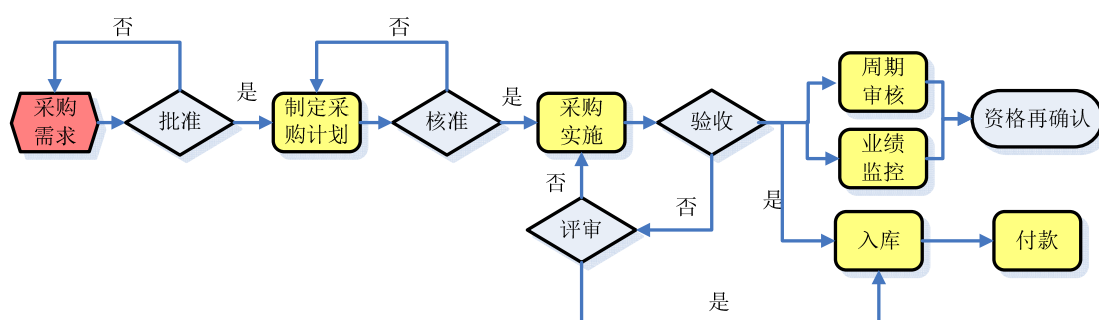 否
否
采购
需求
批准
是
制定采
购计划
核准
是
采购
实施
验收
周期
审核
资格再确认
业绩
监控
否
评审
否
是
入库
付款
是